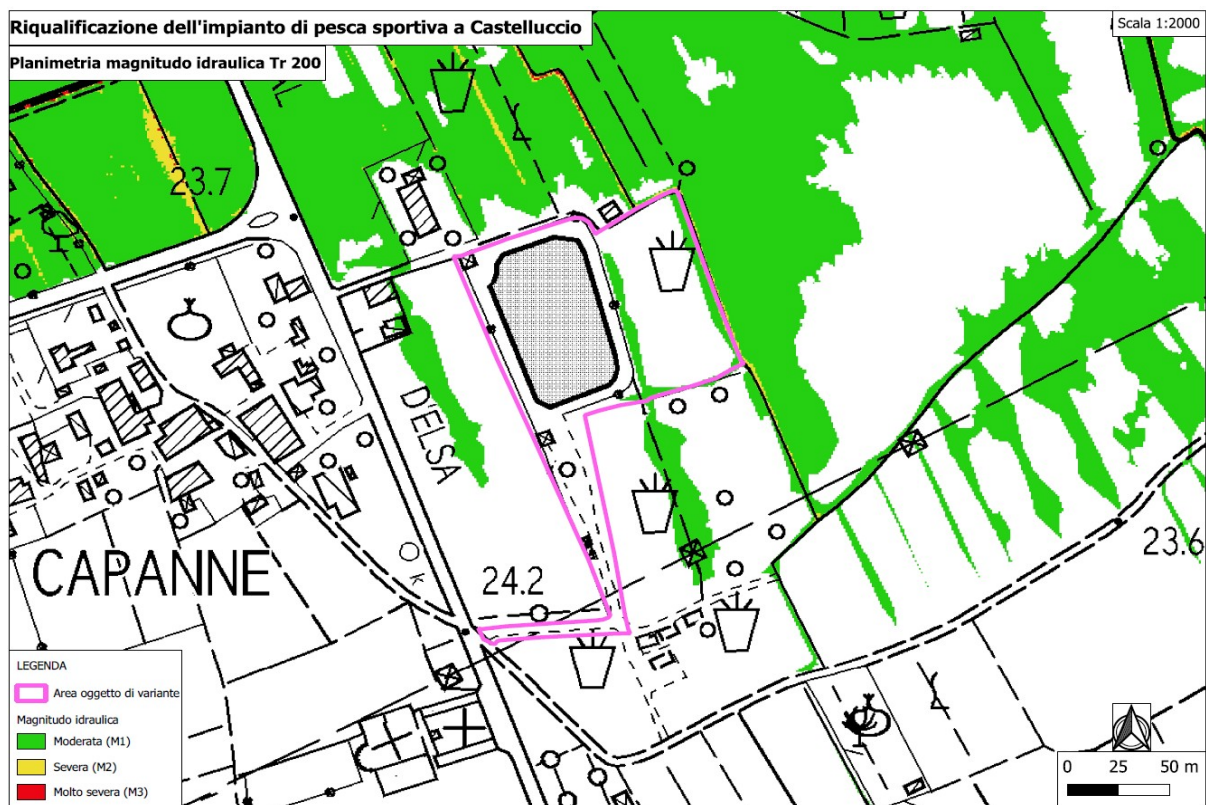 Riqualificazione dell'impianto di pesca sportiva a Castelluccio
Scala 1:2000
Planimetria magnitudo idraulica Tr 200
23.7
DELSA
24.2
CAPANNE
23.6
LEGENDA
Area oggetto di variante
Magnitudo idraulica
Moderata (M1)
Severa (M2)
Molto severa (M3)
0 25 50 m